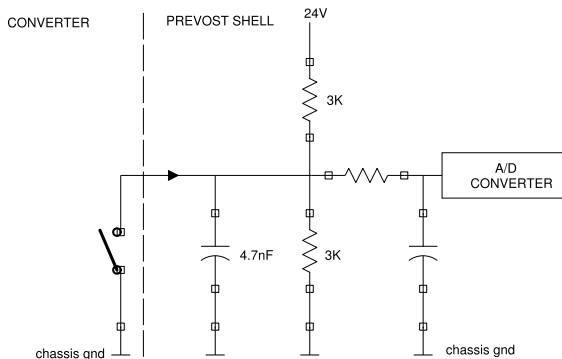 CONVERTER
PREVOST SHELL
24V
3K
A/D
CONVERTER
4.7nF
3K
chassis gnd
chassis gnd